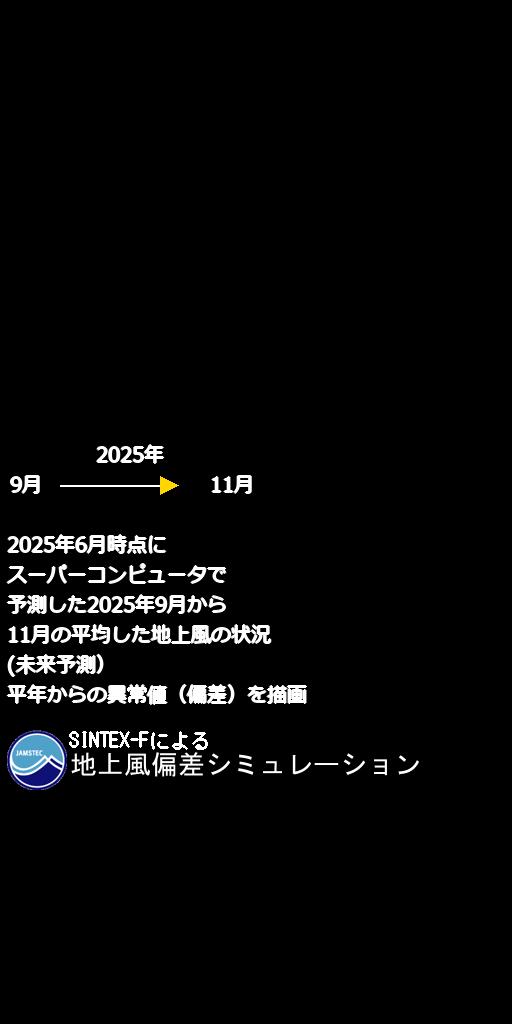 2025年
9月 11月
2025年6月時点に
スーパーコンピュータで
予測した2025年9月から
11月の平均した地上風の状況
(未来予測）
平年からの異常値（偏差）を描画
SINTEX-Fによる
JAMSTEC
地上風偏差シミュレーション